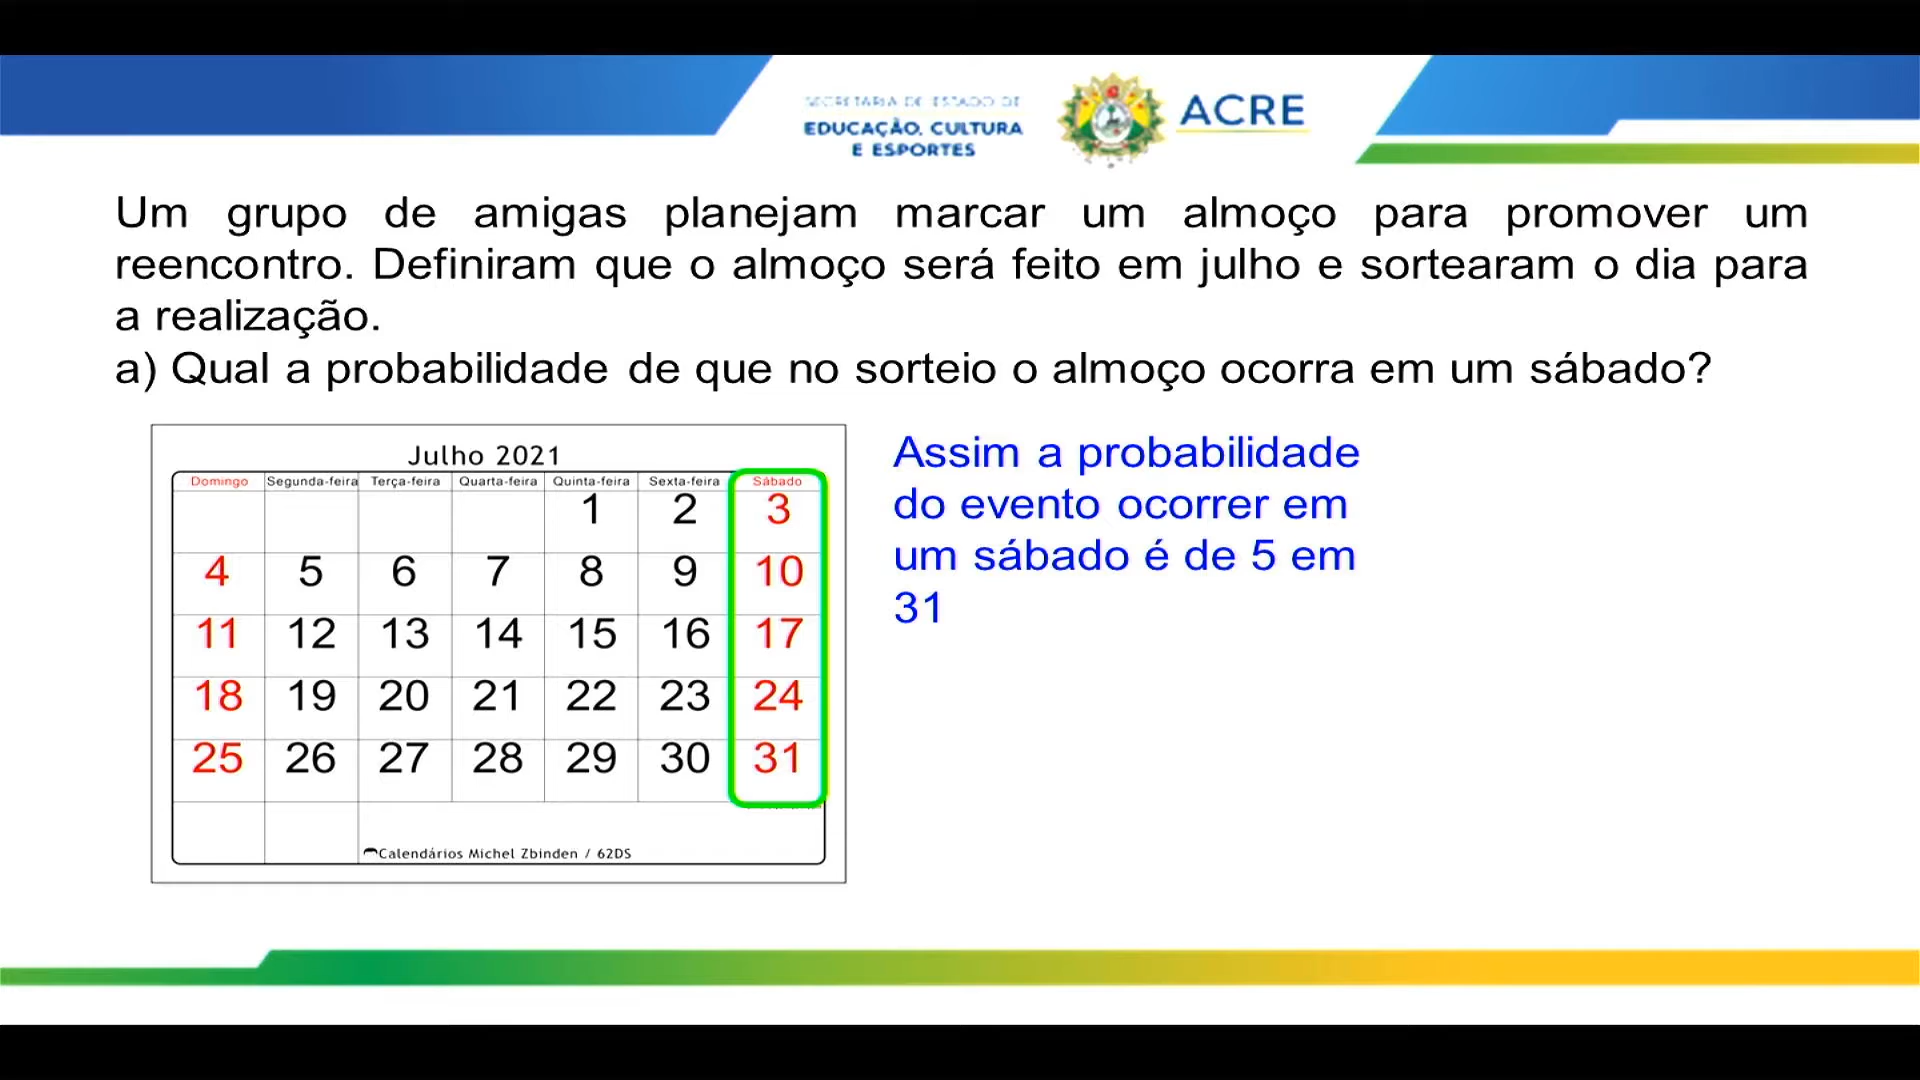 SECRETARIA DE ESTADO DE
EDUCAÇÃO, CULTURA
E ESPORTES
ACRE
Um grupo de amigas planejam marcar um almoço para promover um
reencontro. Definiram que o almoço será feito em julho e sortearam o dia para
a realização.
a) Qual a probabilidade de que no sorteio o almoço ocorra em um sábado?
Julho 2021
Domingo Segunda-feira Terça-feira Quarta-feira Quinta-feira Sexta-feira Sábado
1 2 3
4 5 6 7 8 9 10
11 12 13 14 15 16 17
18 19 20 21 22 23 24
25 26 27 28 29 30 31
Calendários Michel Zbinden / 62DS
Assim a probabilidade
do evento ocorrer em
um sábado é de 5 em
31